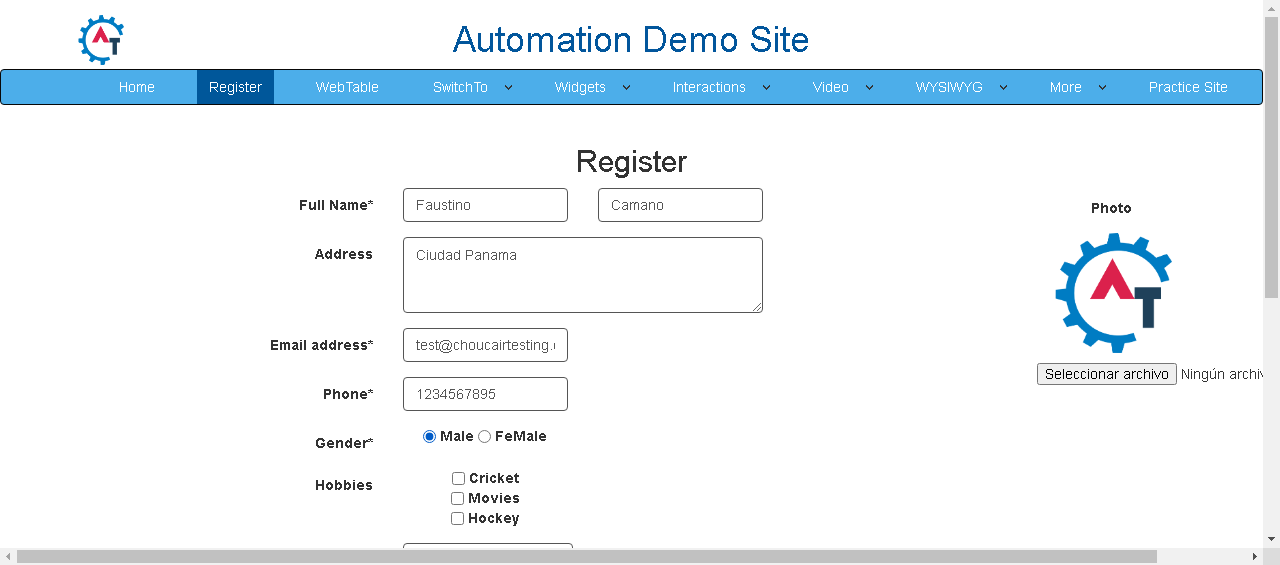 AT
Automation Demo Site
Home Register WebTable SwitchTo Widgets Interactions Video WYSIWYG More Practice Site
Register
Full Name* Faustino Camano
Photo
Address Ciudad Panama
AT
Email address* test@choucairtesting.
Seleccionar archivo Ningún archiv
Phone* 1234567895
Gender* Male FeMale
Hobbies Cricket
Movies
Hockey